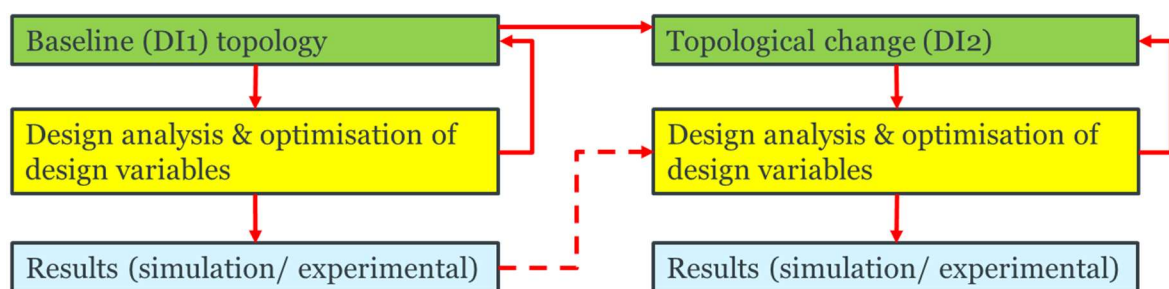 Baseline (DI1) topology
Design analysis & optimisation of
design variables
Results (simulation/ experimental)
Topological change (DI2)
Design analysis & optimisation of
design variables
Results (simulation/ experimental)